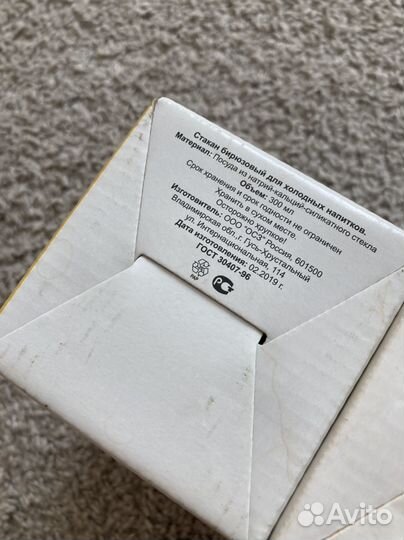 Стакан бирюзовый для холодных напитков.
Материал: Посуда из натрий-кальций-силикатного стекла
Объем: 300 мл
Срок хранения и срок годности не ограничен
Хранить в сухом месте.
Осторожно хрупкое!
Изготовитель: ООО "ОСЗ" Россия, 601500
Владимирская обл., г. Гусь-Хрустальный
ул. Интернациональная, 114
Дата изготовления: 02.2019 г.
ГОСТ 30407-96
PAP
Avito